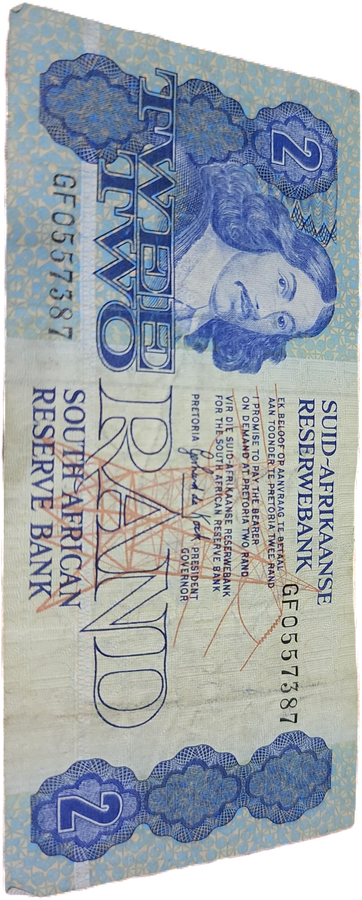 2
SUID-AFRIKAANSE
RESERWEBANK
EK BELOOF OP AANVRAAG TE BETAAL
AAN TOONDER TE PRETORIA TWEE RAND
I PROMISE TO PAY THE BEARER
ON DEMAND AT PRETORIA TWO RAND
VIR DIE SUID-AFRIKAANSE RESERWEBANK
FOR THE SOUTH AFRICAN RESERVE BANK
PRETORIA
PRESIDENT
GOVERNOR
GF0557387
TWEE
TWO
RAND
GF0557387
SOUTH AFRICAN
RESERVE BANK
2